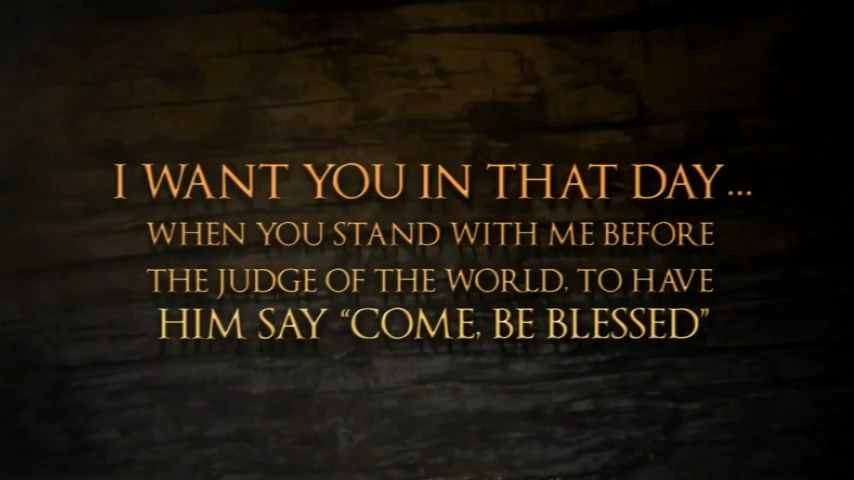 I WANT YOU IN THAT DAY...
WHEN YOU STAND WITH ME BEFORE
THE JUDGE OF THE WORLD, TO HAVE
HIM SAY “COME, BE BLESSED”